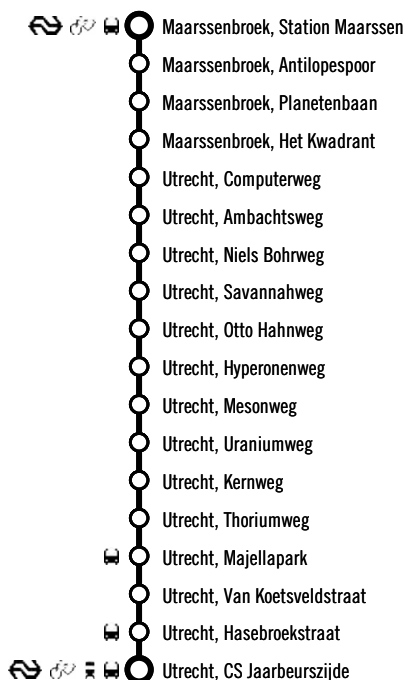 Maarssenbroek, Station Maarssen
Maarssenbroek, Antilopespoor
Maarssenbroek, Planetenbaan
Maarssenbroek, Het Kwadrant
Utrecht, Computerweg
Utrecht, Ambachtsweg
Utrecht, Niels Bohrweg
Utrecht, Savannahweg
Utrecht, Otto Hahnweg
Utrecht, Hyperonenweg
Utrecht, Mesonweg
Utrecht, Uraniumweg
Utrecht, Kernweg
Utrecht, Thoriumweg
Utrecht, Majellapark
Utrecht, Van Koetsveldstraat
Utrecht, Hasebroekstraat
Utrecht, CS Jaarbeurszijde